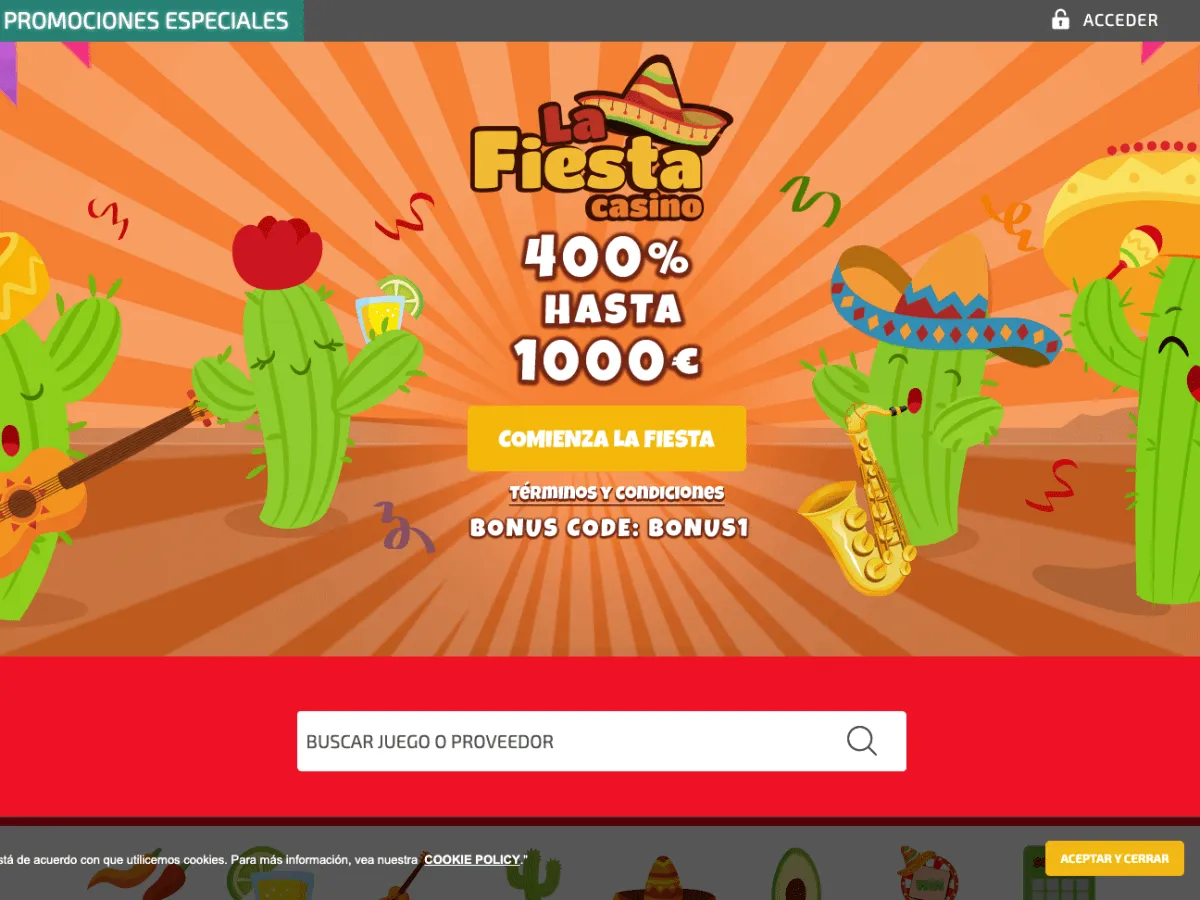 PROMOCIONES ESPECIALES
ACCEDER
La
Fiesta
casino
400%
HASTA
1000€
COMIENZA LA FIESTA
Términos y condiciones
BONUS CODE: BONUS1
BUSCAR JUEGO O PROVEEDOR
stá de acuerdo con que utilicemos cookies. Para más información, vea nuestra COOKIE POLICY."
ACEPTAR Y CERRAR